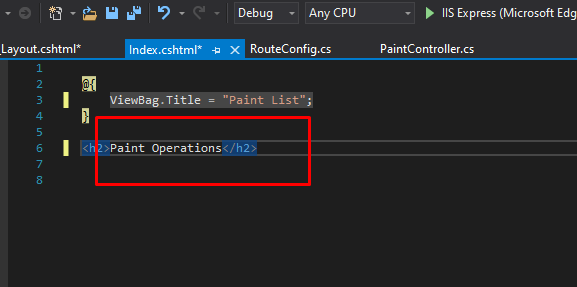 Debug Any CPU IIS Express (Microsoft Edg
_Layout.cshtml* Index.cshtml* RouteConfig.cs PaintController.cs
1
2 @{
3 ViewBag.Title = "Paint List";
4 }
5
6 <h2>Paint Operations</h2>
7
8